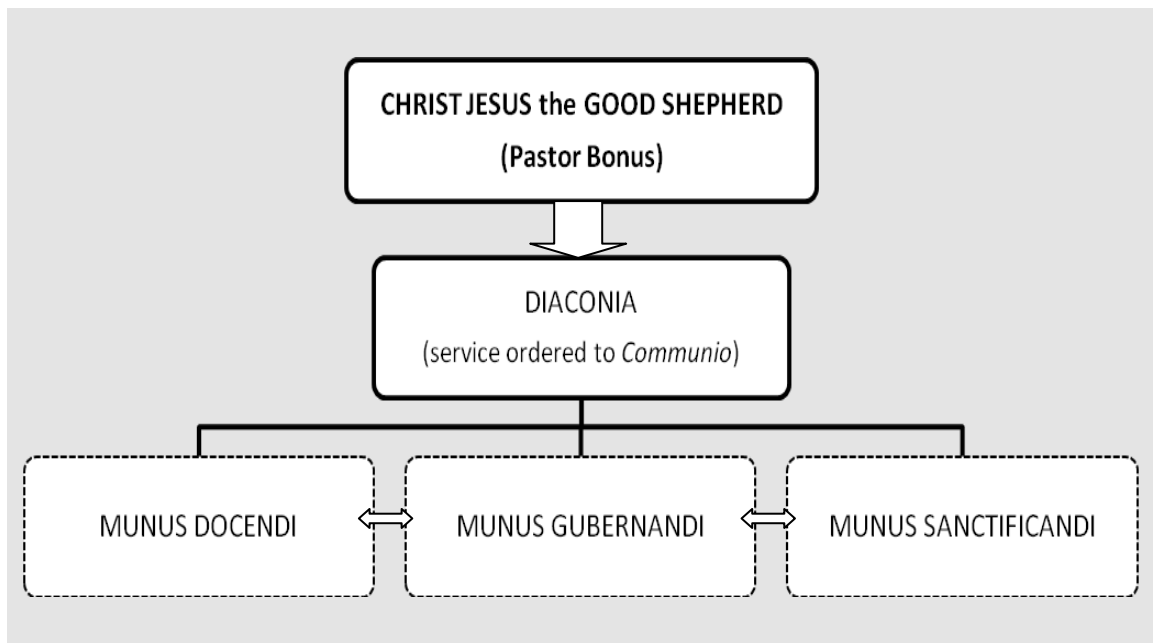 CHRIST JESUS the GOOD SHEPHERD
(Pastor Bonus)
DIACONIA
(service ordered to Communio)
MUNUS DOCENDI
MUNUS GUBERNANDI
MUNUS SANCTIFICANDI